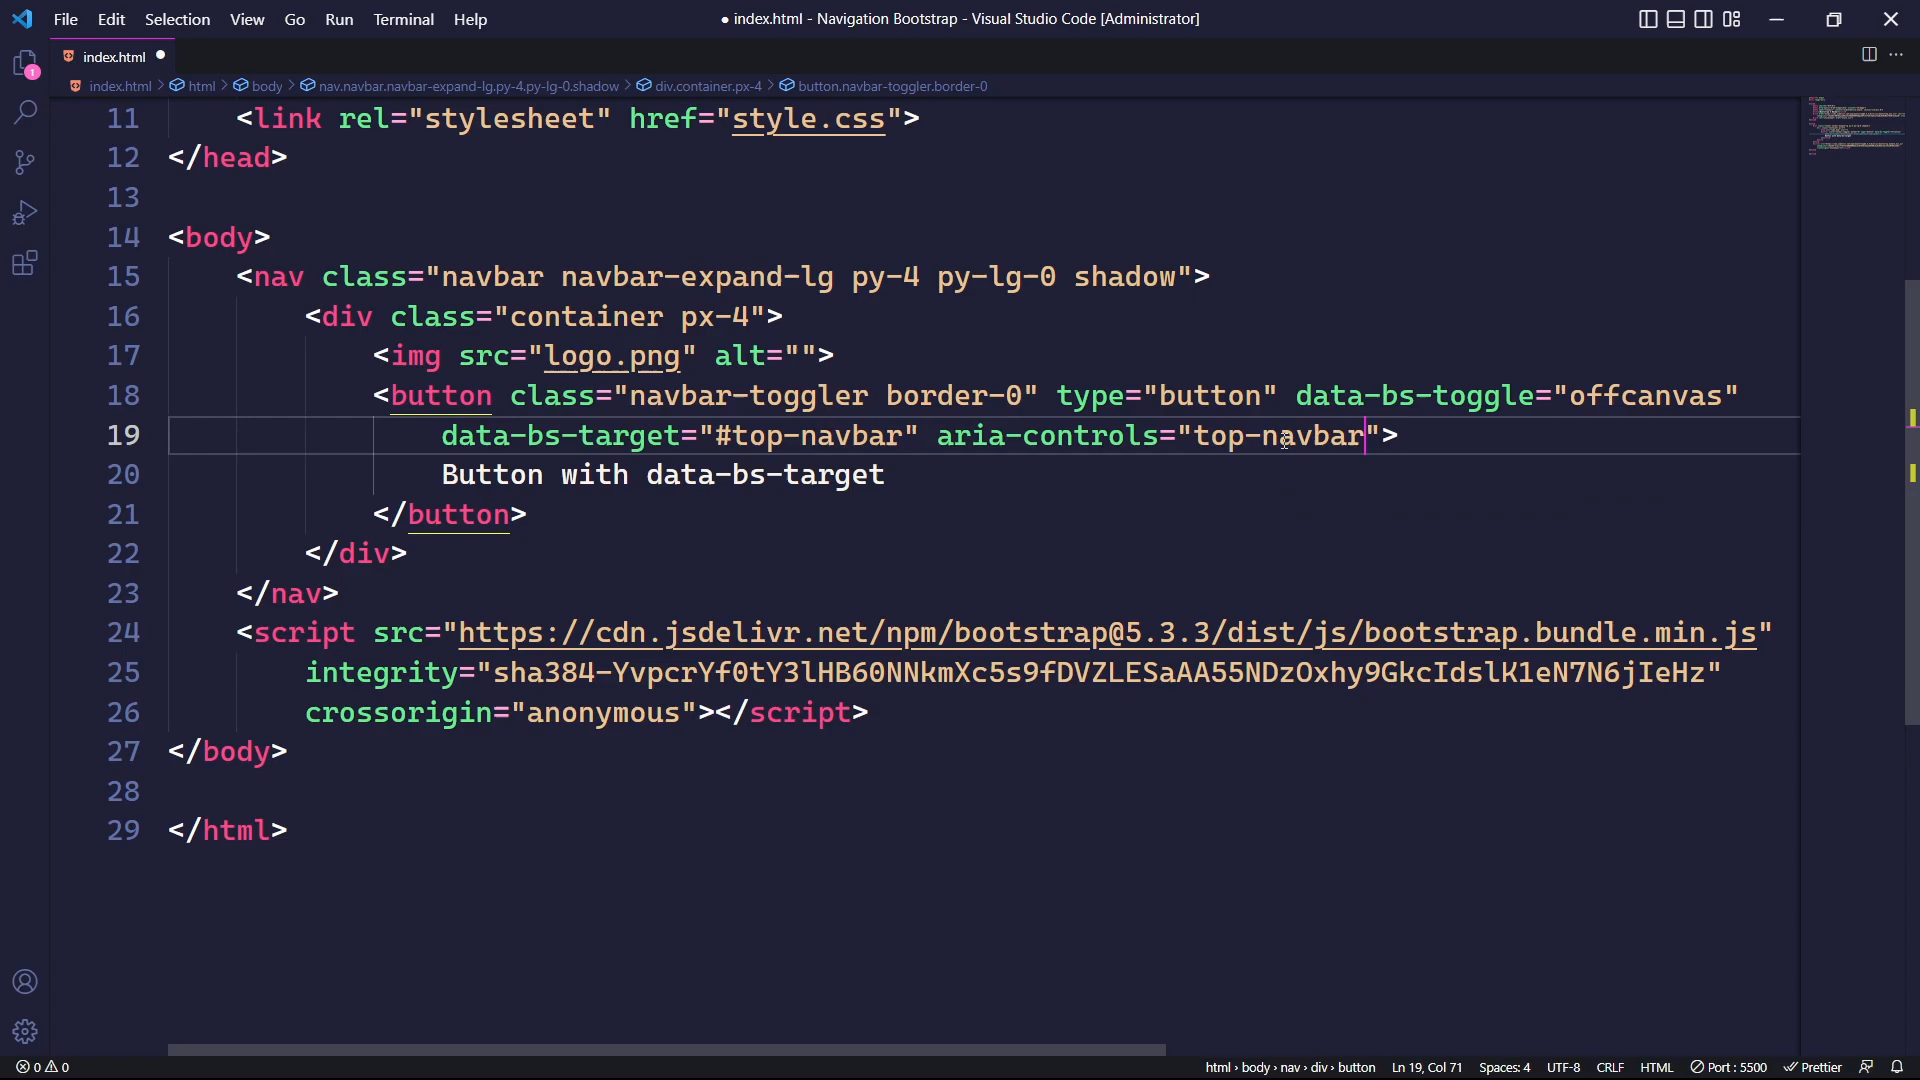 File Edit Selection View Go Run Terminal Help
● index.html - Navigation Bootstrap - Visual Studio Code [Administrator]
1
index.html ●
index.html > html > body > nav.navbar.navbar-expand-lg.py-4.py-lg-0.shadow > div.container.px-4 > button.navbar-toggler.border-0
11 <link rel="stylesheet" href="style.css">
12 </head>
13
14 <body>
15 <nav class="navbar navbar-expand-lg py-4 py-lg-0 shadow">
16 <div class="container px-4">
17 <img src="logo.png" alt="">
18 <button class="navbar-toggler border-0" type="button" data-bs-toggle="offcanvas"
19 data-bs-target="#top-navbar" aria-controls="top-navbar">
20 Button with data-bs-target
21 </button>
22 </div>
23 </nav>
24 <script src="https://cdn.jsdelivr.net/npm/bootstrap@5.3.3/dist/js/bootstrap.bundle.min.js"
25 integrity="sha384-YvpcrYf0tY3lHB60NNkmXc5s9fDVZLESaAA55NDzOxhy9GkcIdslK1eN7N6jIeHz"
26 crossorigin="anonymous"></script>
27 </body>
28
29 </html>
0 0 html > body > nav > div > button Ln 19, Col 71 Spaces: 4 UTF-8 CRLF HTML Port : 5500 Prettier